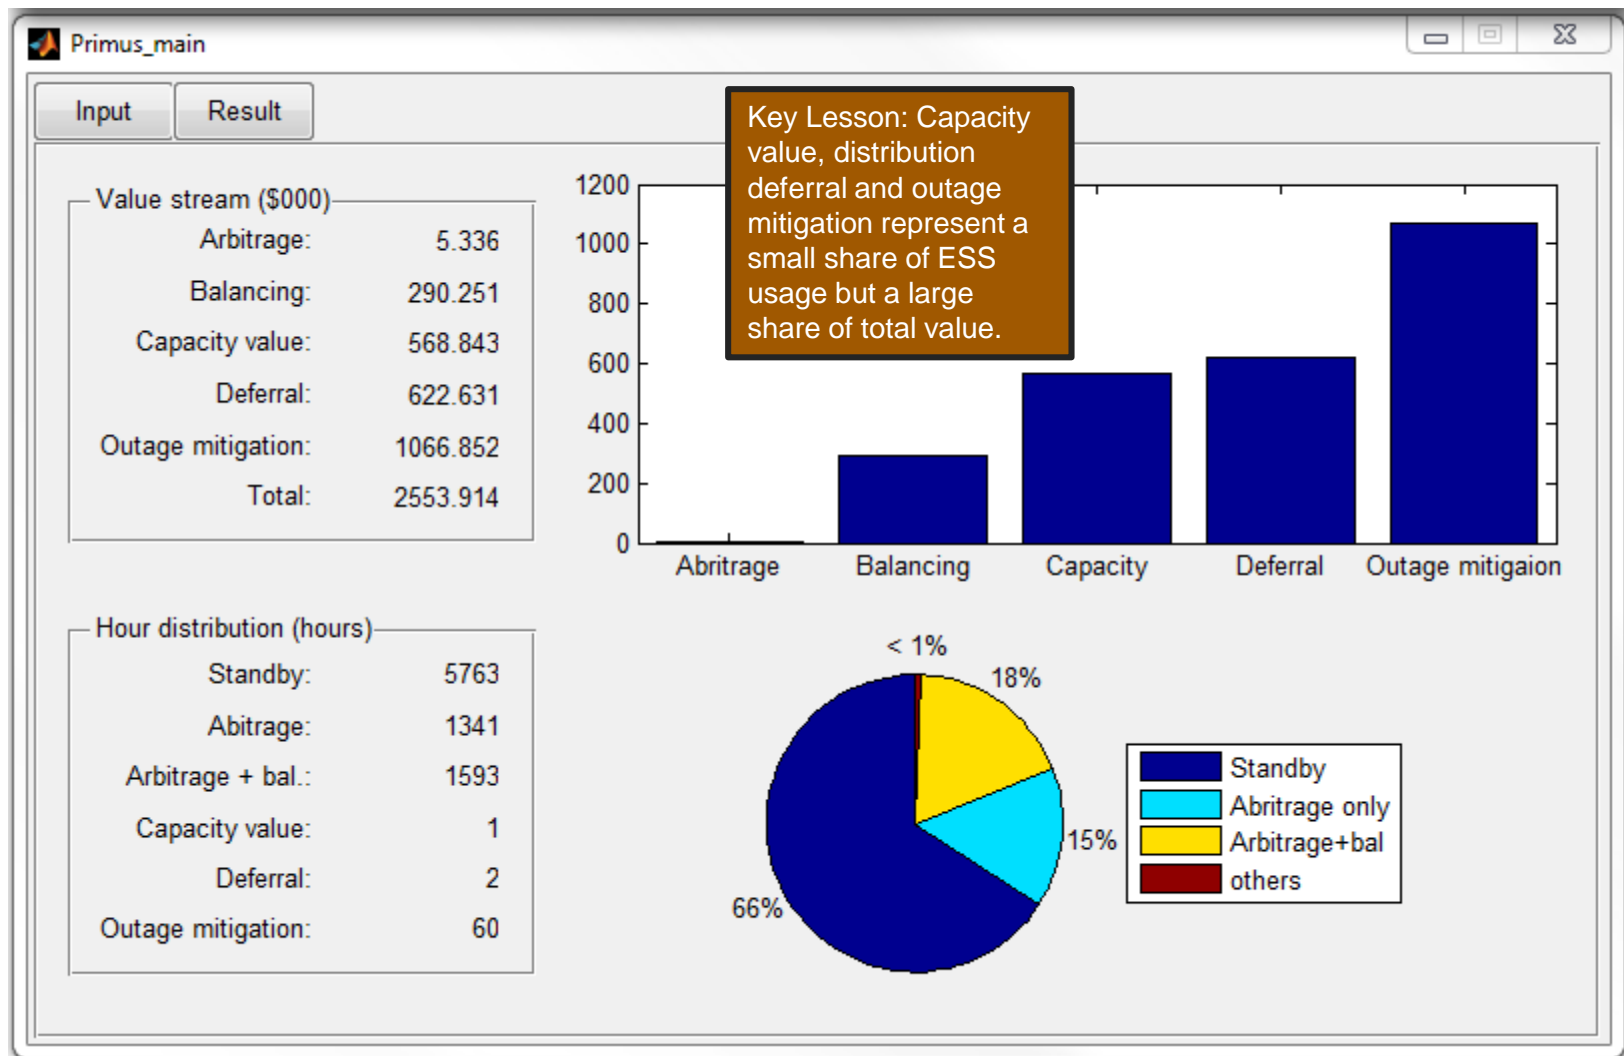 Primus_main
Input
Result
Key Lesson: Capacity
value, distribution
deferral and outage
mitigation represent a
small share of ESS
usage but a large
share of total value.
Value stream ($000)
Arbitrage: 5.336
Balancing: 290.251
Capacity value: 568.843
Deferral: 622.631
Outage mitigation: 1066.852
Total: 2553.914
1200
1000
800
600
400
200
0
Abritrage Balancing Capacity Deferral Outage mitigaion
Hour distribution (hours)
Standby: 5763
Abitrage: 1341
Arbitrage + bal.: 1593
Capacity value: 1
Deferral: 2
Outage mitigation: 60
< 1%
18%
15%
66%
Standby
Abritrage only
Arbitrage+bal
others